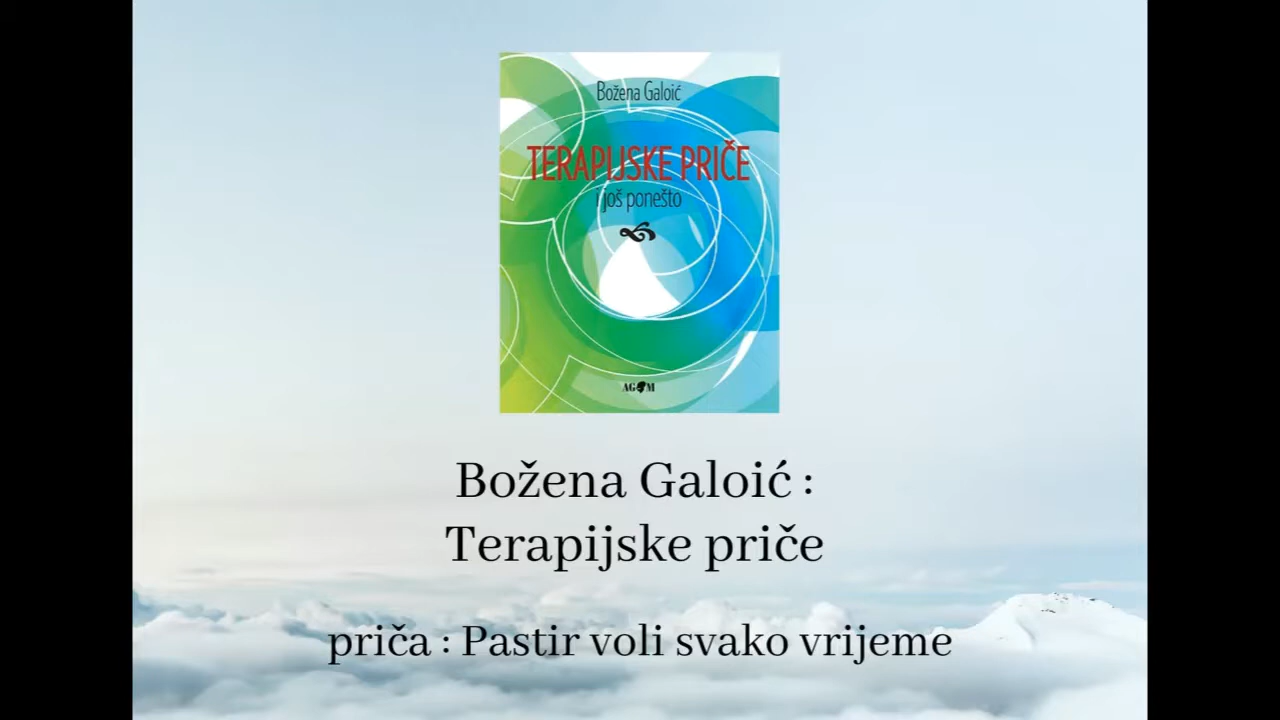 Božena Galoić
TERAPIJSKE PRIČE
i još ponešto
AGM
Božena Galoić :
Terapijske priče
priča : Pastir voli svako vrijeme